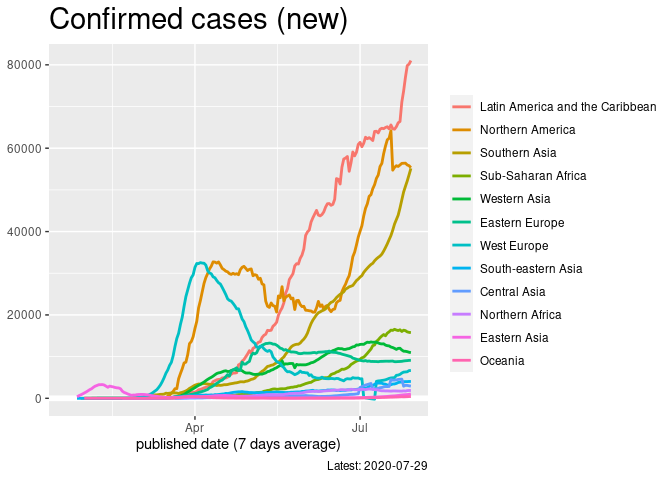 Confirmed cases (new)
80000
60000
40000
20000
0
Apr
Jul
published date (7 days average)
Latest: 2020-07-29
Latin America and the Caribbean
Northern America
Southern Asia
Sub-Saharan Africa
Western Asia
Eastern Europe
West Europe
South-eastern Asia
Central Asia
Northern Africa
Eastern Asia
Oceania